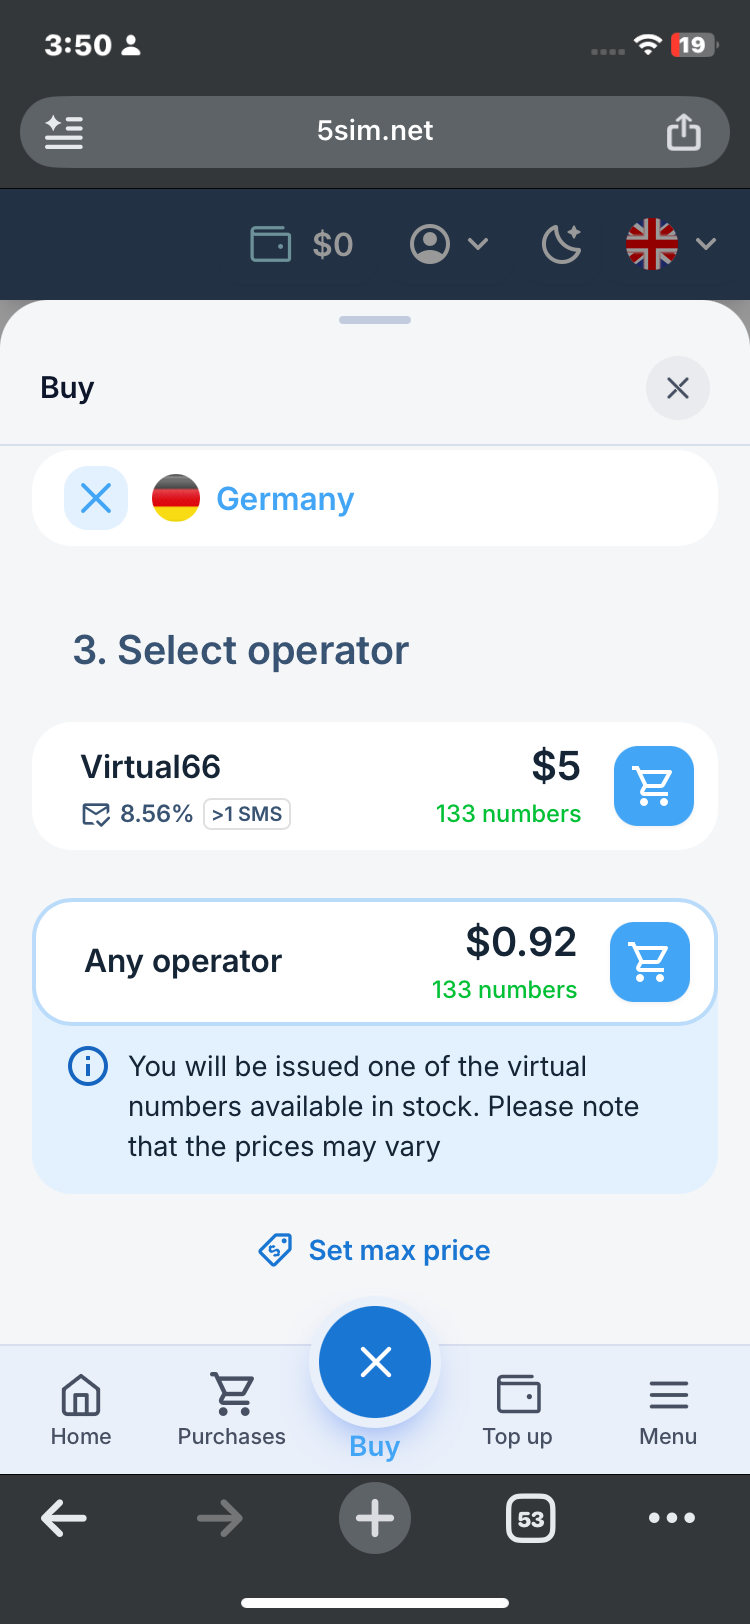 3:50
19
5sim.net
$0
Buy
Germany
3. Select operator
Virtual66
$5
8.56% >1 SMS
133 numbers
Any operator
$0.92
133 numbers
You will be issued one of the virtual
numbers available in stock. Please note
that the prices may vary
Set max price
Home
Purchases
Buy
Top up
Menu
53